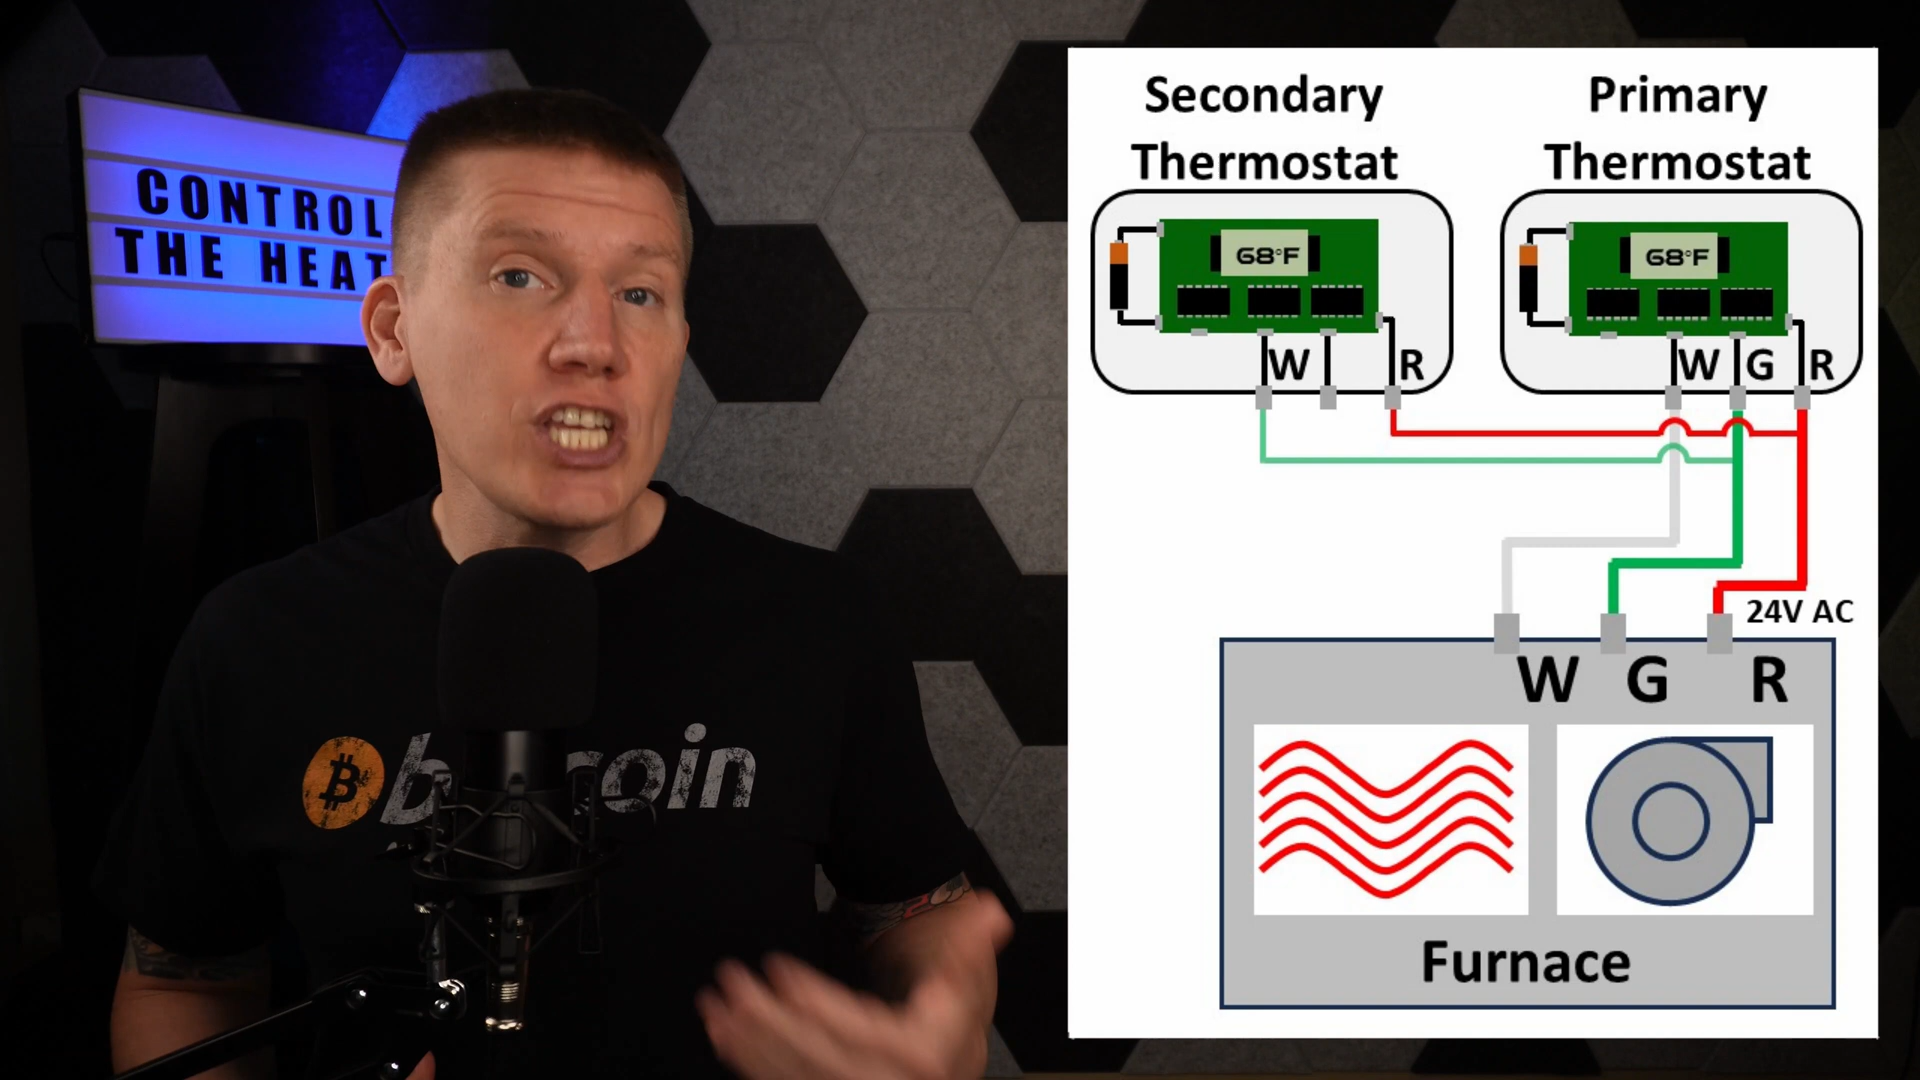 CONTROL
THE HEAT
bitcoin
Secondary
Thermostat
Primary
Thermostat
68°F
68°F
W
R
W G R
24V AC
W G R
Furnace